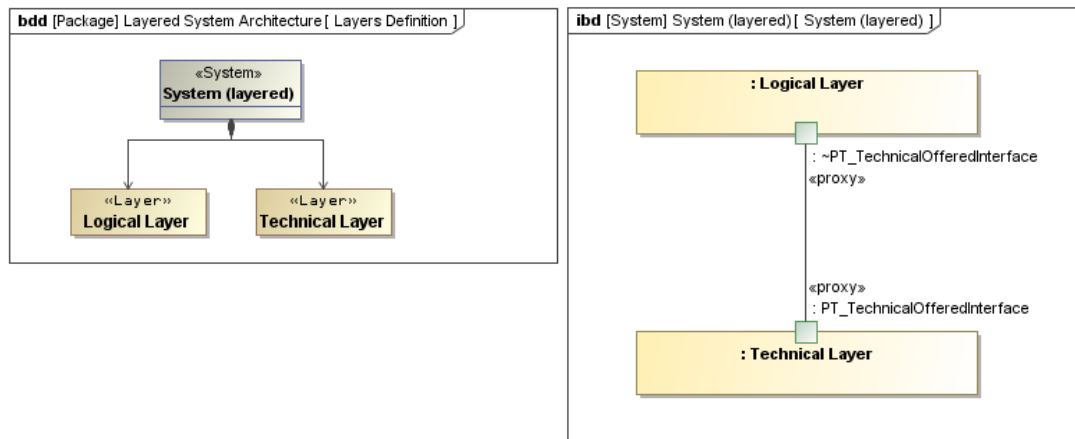 bdd [Package] Layered System Architecture [ Layers Definition ]
«System»
System (layered)
«Layer»
Logical Layer
«Layer»
Technical Layer
ibd [System] System (layered) [ System (layered) ]
: Logical Layer
: ~PT_TechnicalOfferedInterface
«proxy»
«proxy»
: PT_TechnicalOfferedInterface
: Technical Layer